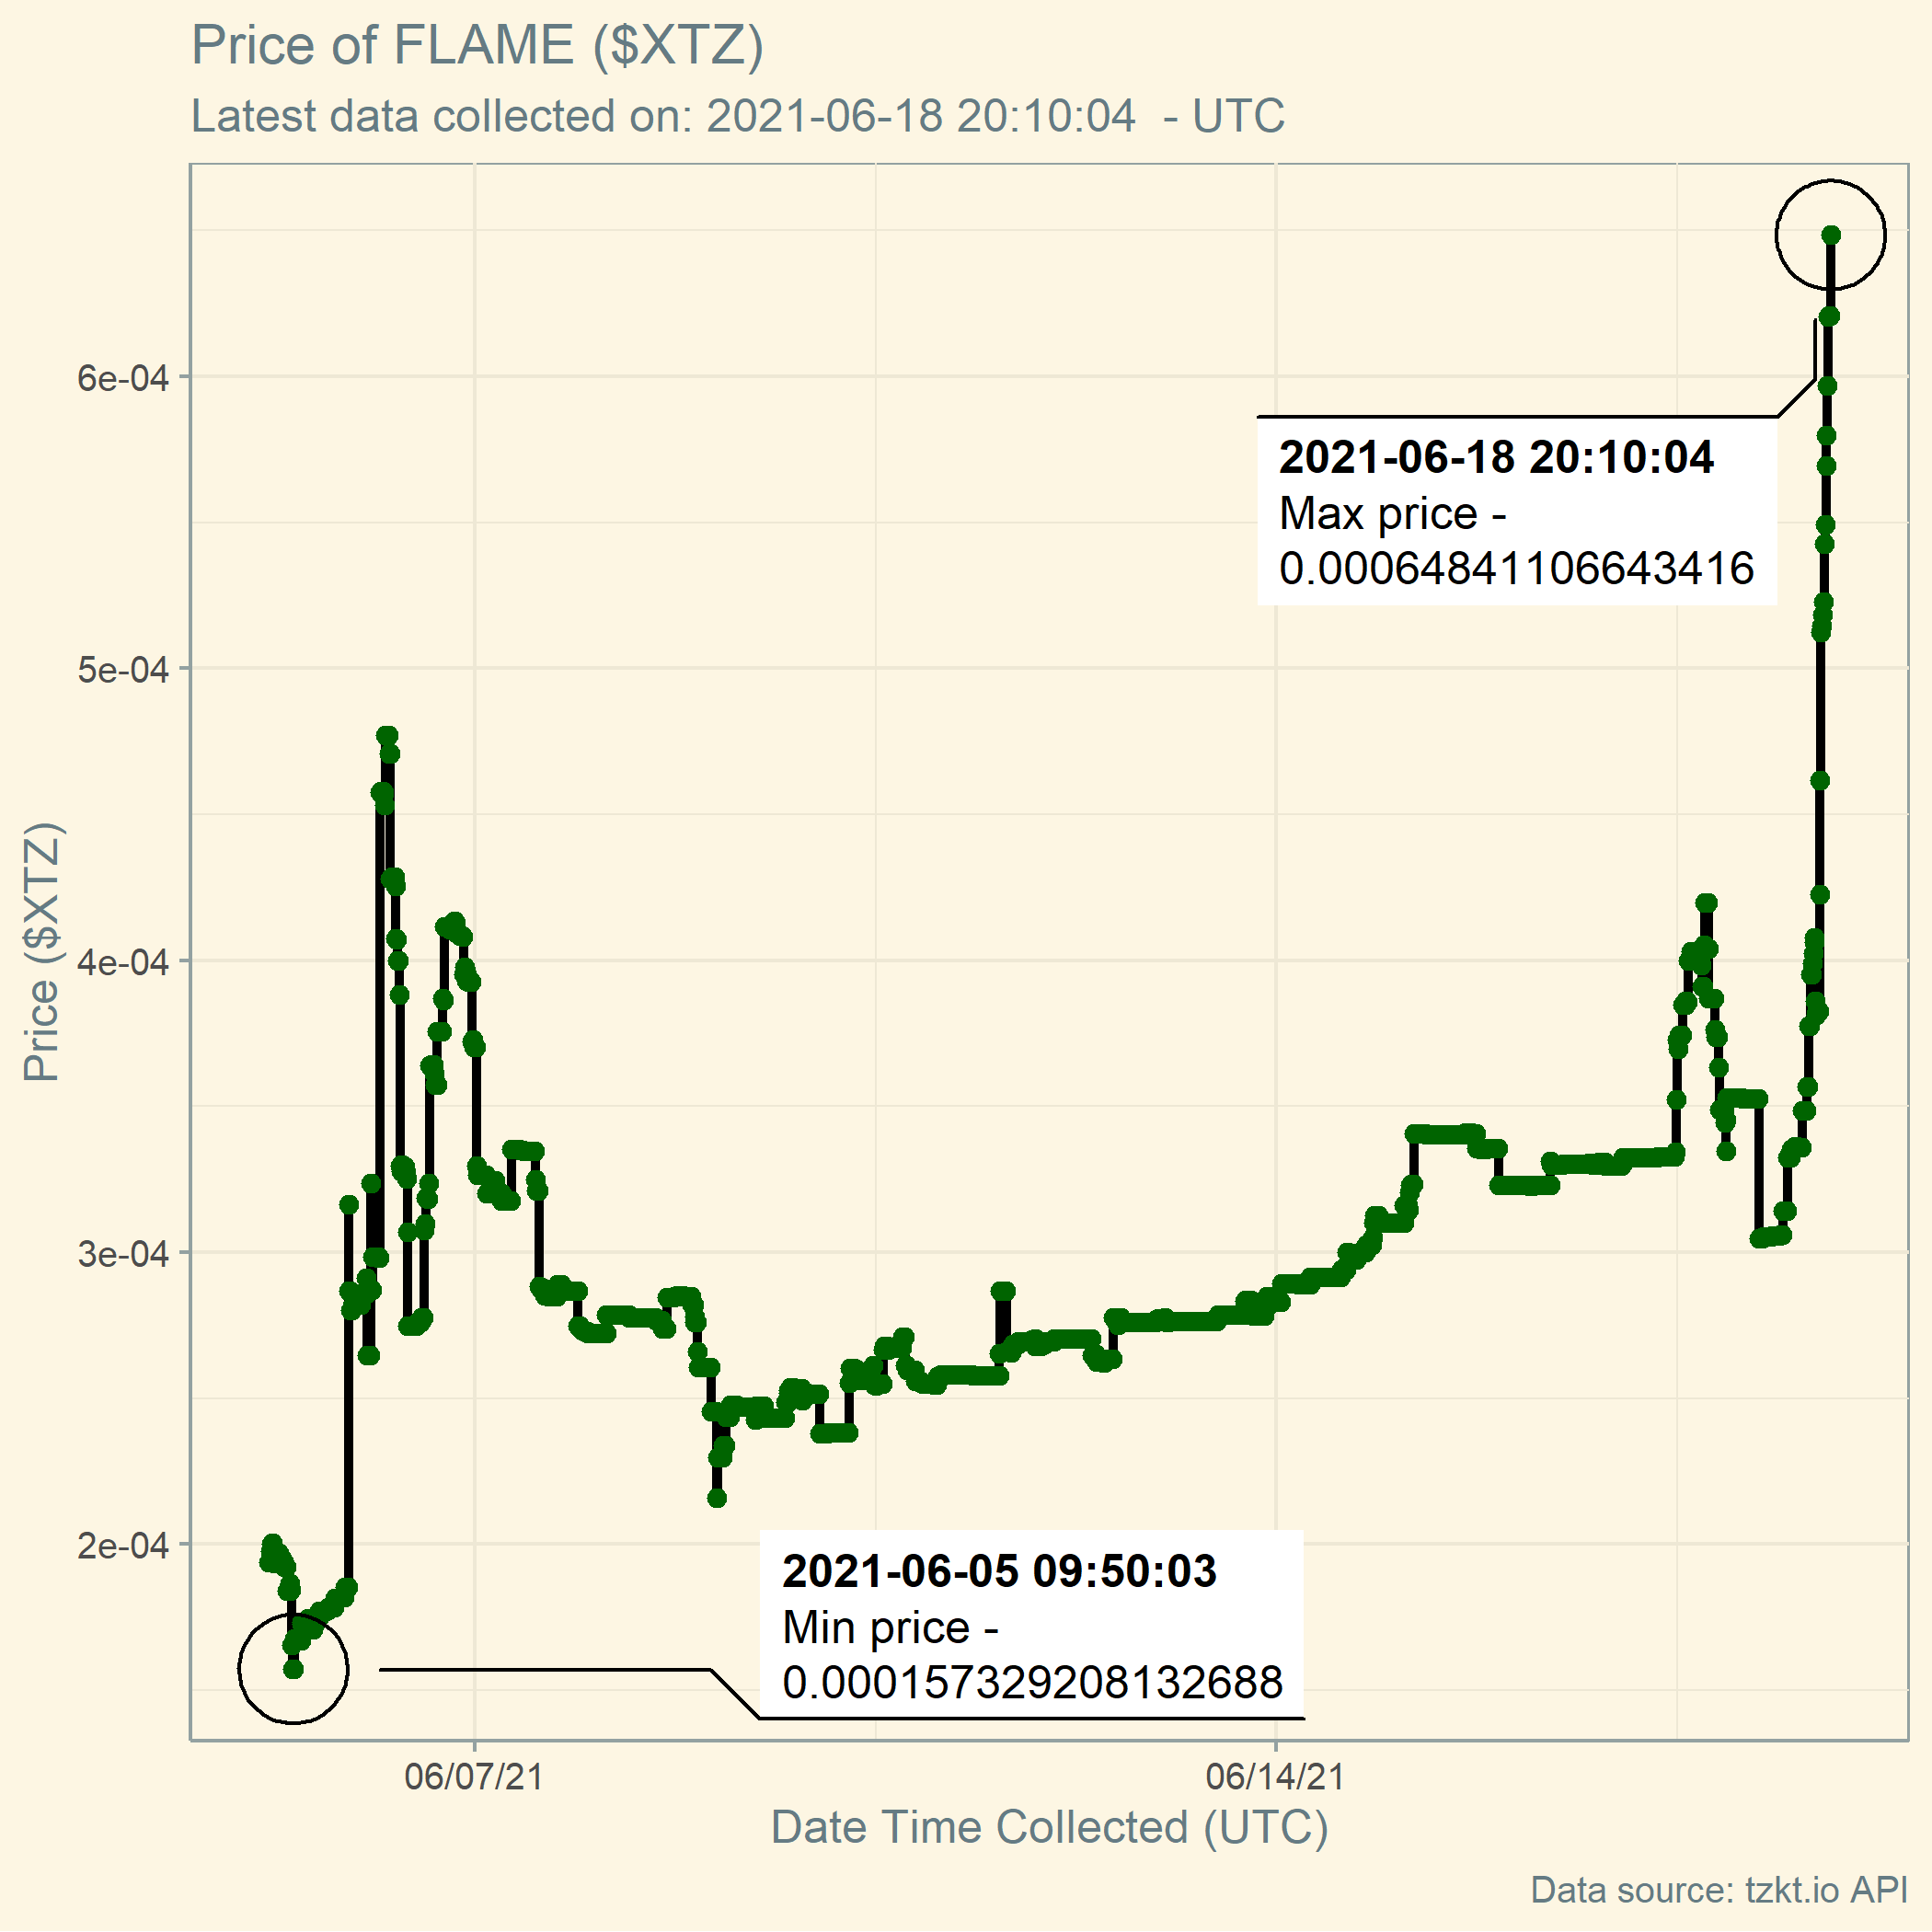 Price of FLAME ($XTZ)
Latest data collected on: 2021-06-18 20:10:04  - UTC
Price ($XTZ)
6e-04
5e-04
4e-04
3e-04
2e-04
2021-06-18 20:10:04
Max price -
0.00064841106643416
2021-06-05 09:50:03
Min price -
0.000157329208132688
06/07/21
06/14/21
Date Time Collected (UTC)
Data source: tzkt.io API